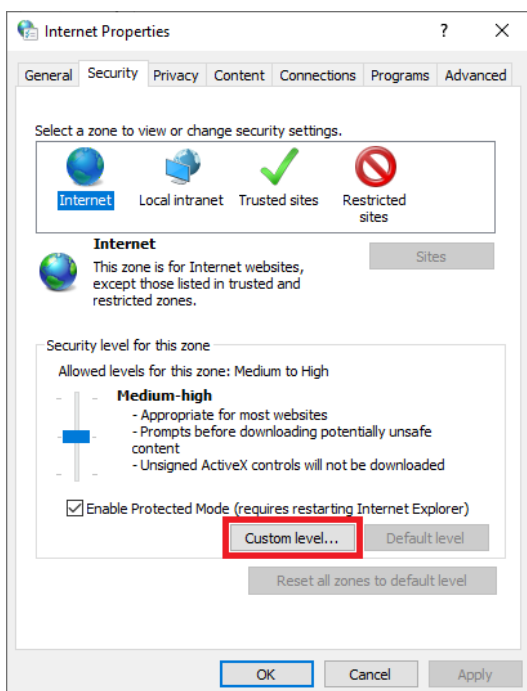 Internet Properties ?
General Security Privacy Content Connections Programs Advanced
Select a zone to view or change security settings.
Internet Local intranet Trusted sites Restricted
sites
Internet
Sites
This zone is for Internet websites,
except those listed in trusted and
restricted zones.
Security level for this zone
Allowed levels for this zone: Medium to High
Medium-high
- Appropriate for most websites
- Prompts before downloading potentially unsafe
content
- Unsigned ActiveX controls will not be downloaded
Enable Protected Mode (requires restarting Internet Explorer)
Custom level... Default level
Reset all zones to default level
OK Cancel Apply